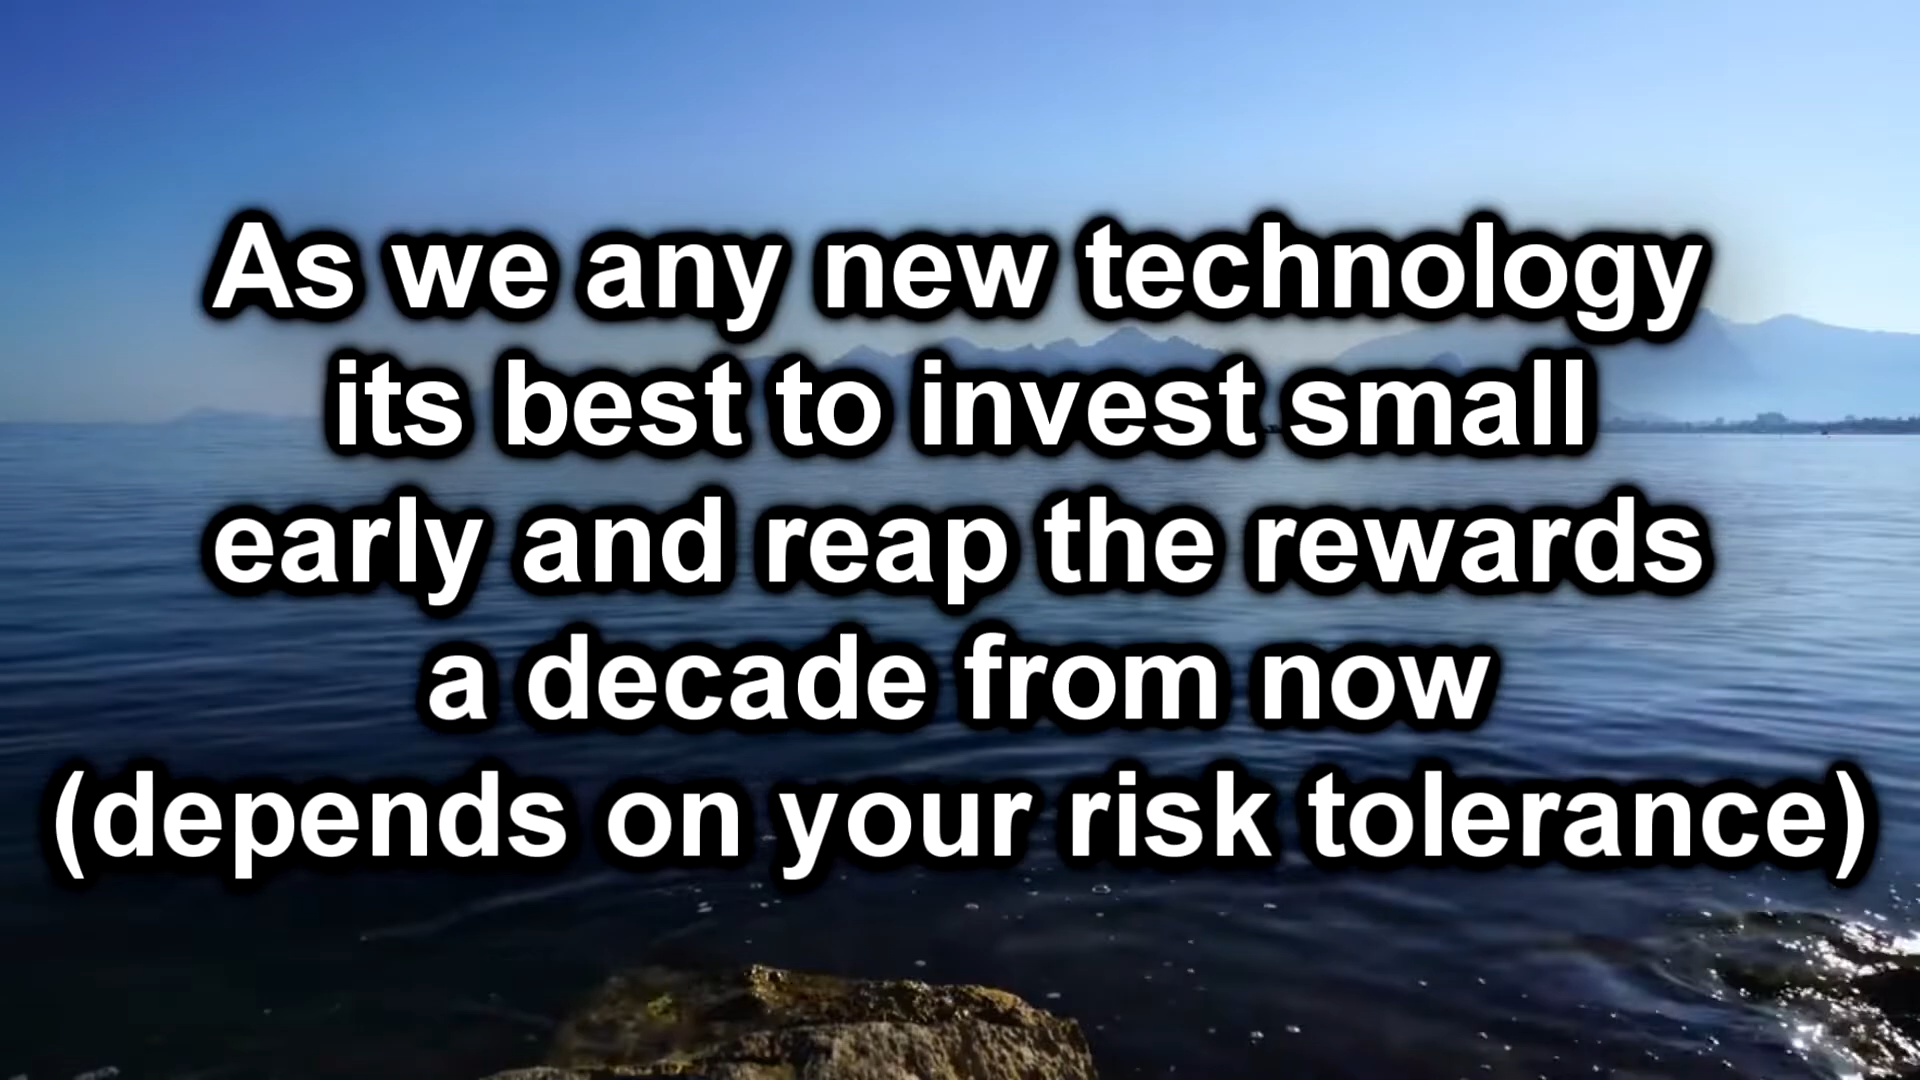 As we any new technology
its best to invest small
early and reap the rewards
a decade from now
(depends on your risk tolerance)